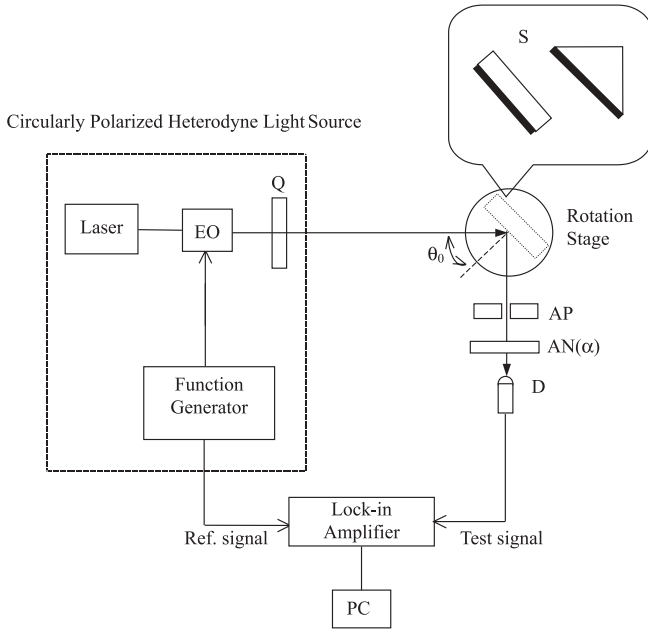 S
Circularly Polarized Heterodyne Light Source
Q
Laser
EO
θ0
Rotation
Stage
AP
AN(α)
D
Function
Generator
Lock-in
Amplifier
Ref. signal
Test signal
PC